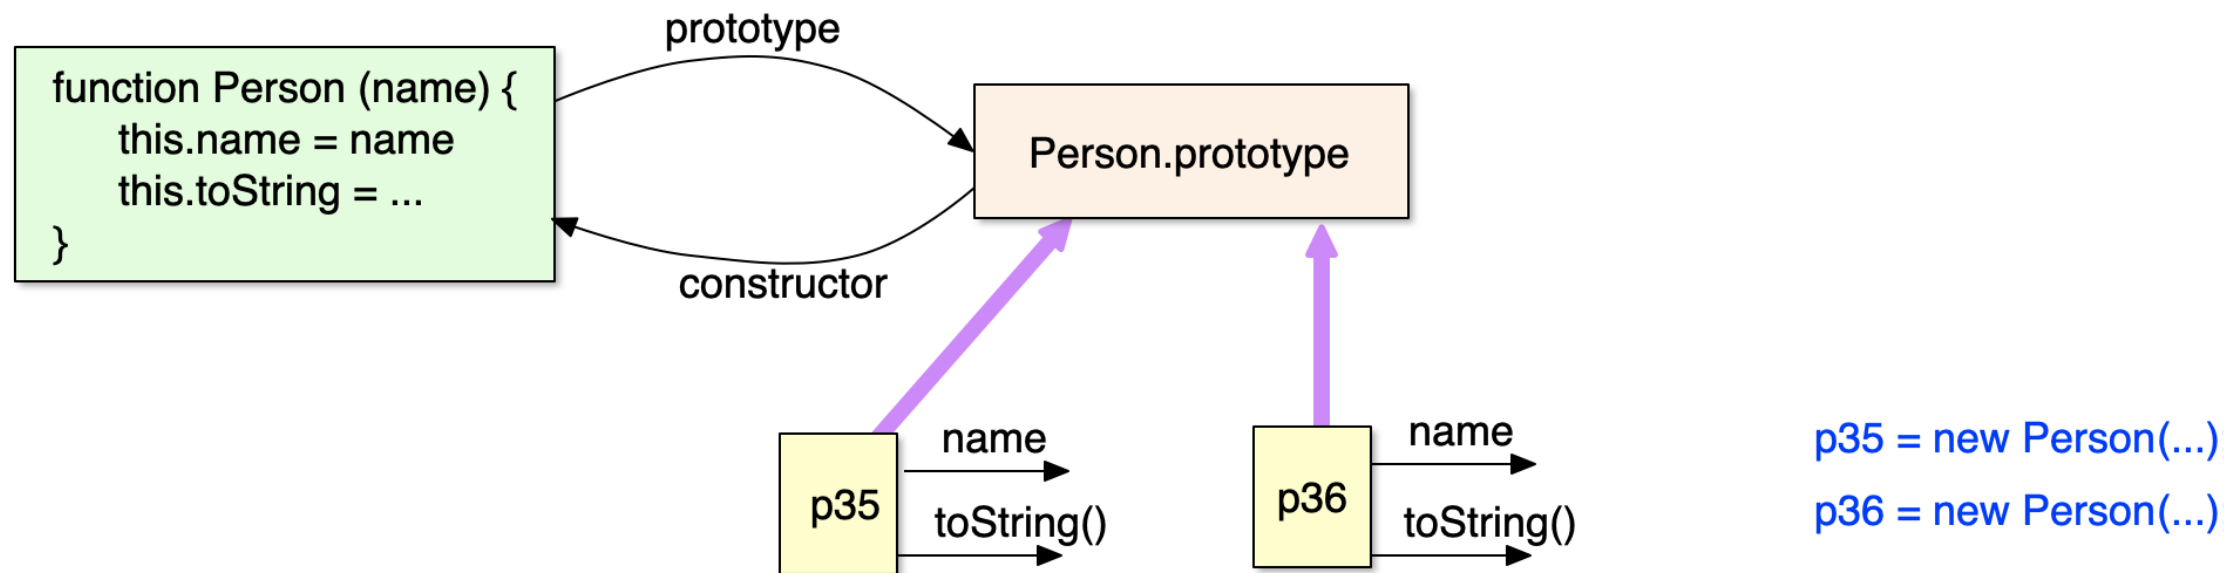 prototype
function Person (name) {
this.name = name
this.toString = ...
}
Person.prototype
constructor
name
toString()
p35
name
toString()
p36
p35 = new Person(...)
p36 = new Person(...)